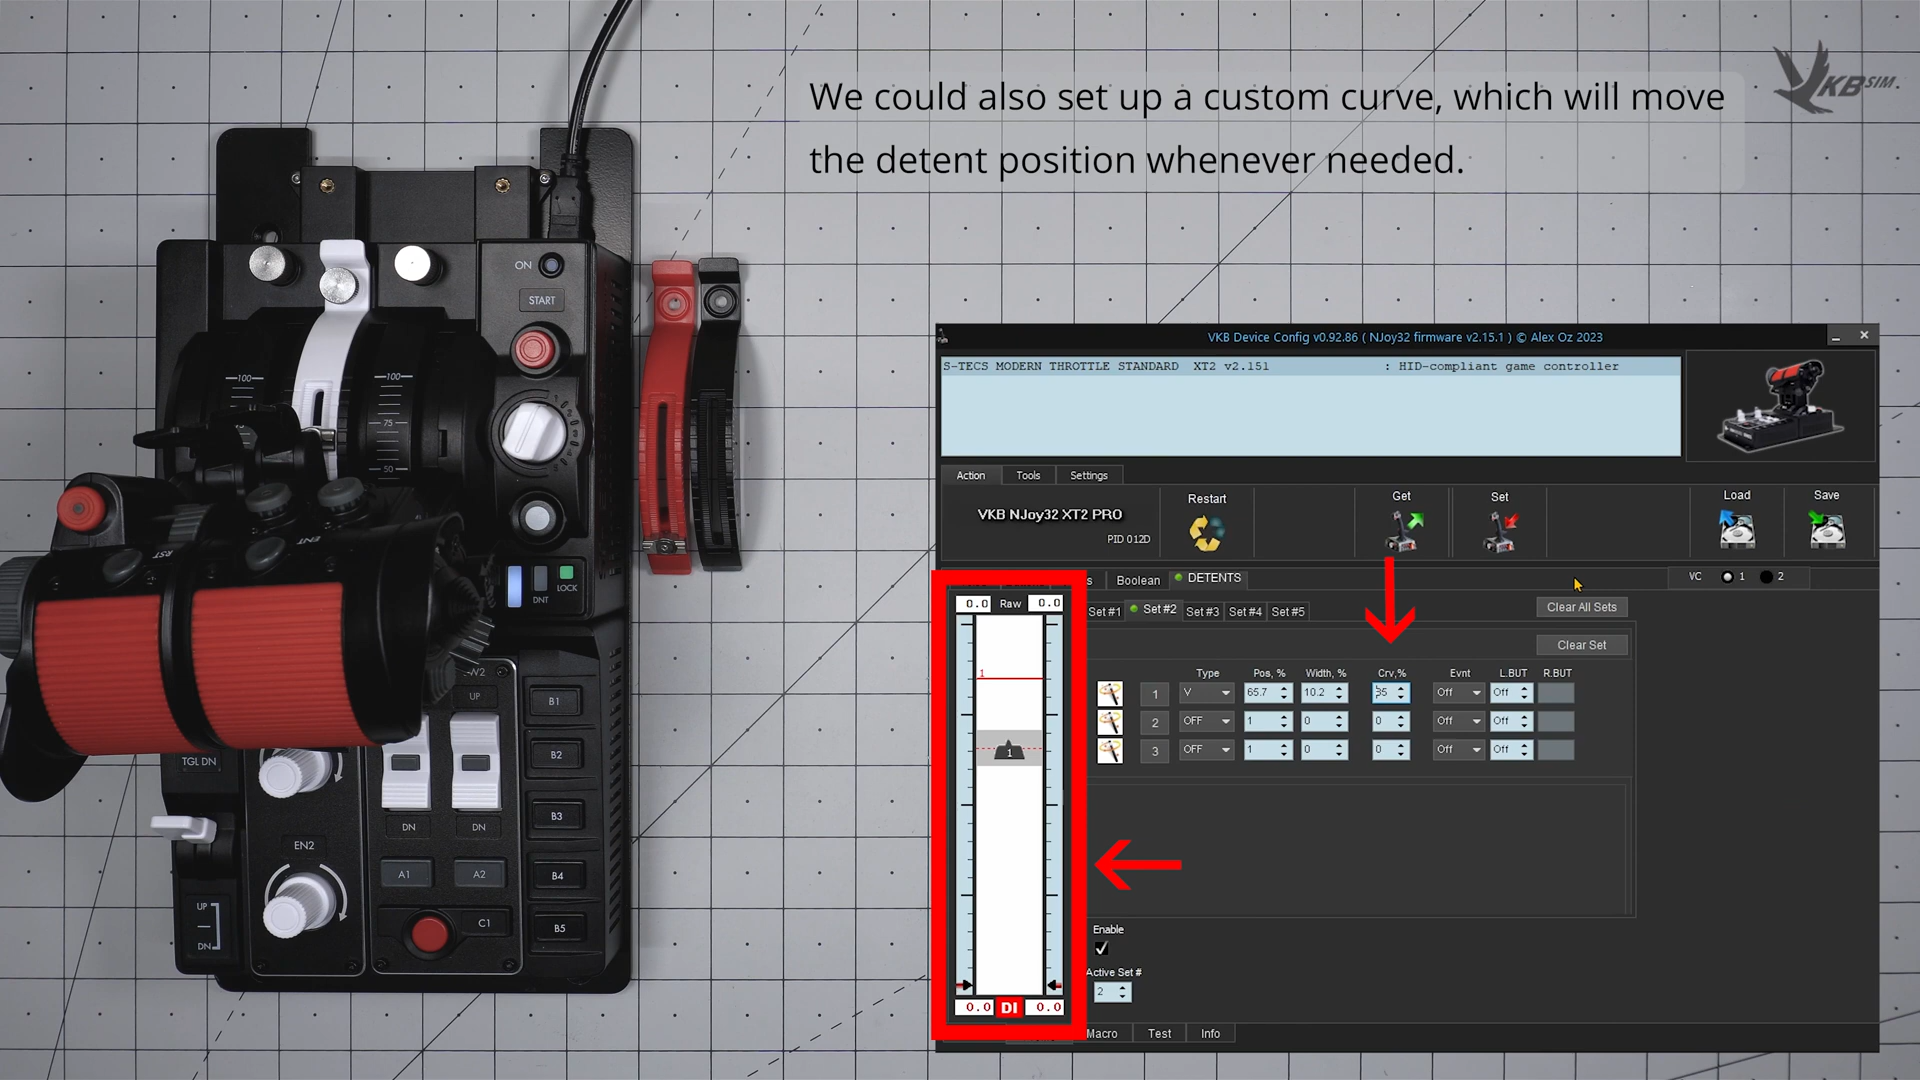 We could also set up a custom curve, which will move
the detent position whenever needed.
VKBSIM.
ON
START
100
100
75
50
DNT
LOCK
UP
B1
B2
B3
B4
B5
TGL DN
DN
DN
EN2
A1
A2
C1
UP
DN
VKB Device Config v0.92.86 ( NJoy32 firmware v2.15.1 ) © Alex Oz 2023
S-TECS MODERN THROTTLE STANDARD XT2 v2.151 : HID-compliant game controller
Action Tools Settings
VKB NJoy32 XT2 PRO
PID 012D
Restart
Get
Set
Load
Save
Boolean
DETENTS
VC 1 2
0.0 Raw 0.0
Set #1 Set #2 Set #3 Set #4 Set #5
Clear All Sets
Clear Set
Type Pos, % Width, % Crv,% Evnt L.BUT R.BUT
1 V 65.7 10.2 35 Off Off
2 OFF 1 0 0 Off Off
3 OFF 1 0 0 Off Off
1
1
Enable
Active Set #
2
0.0 DI 0.0
Macro Test Info